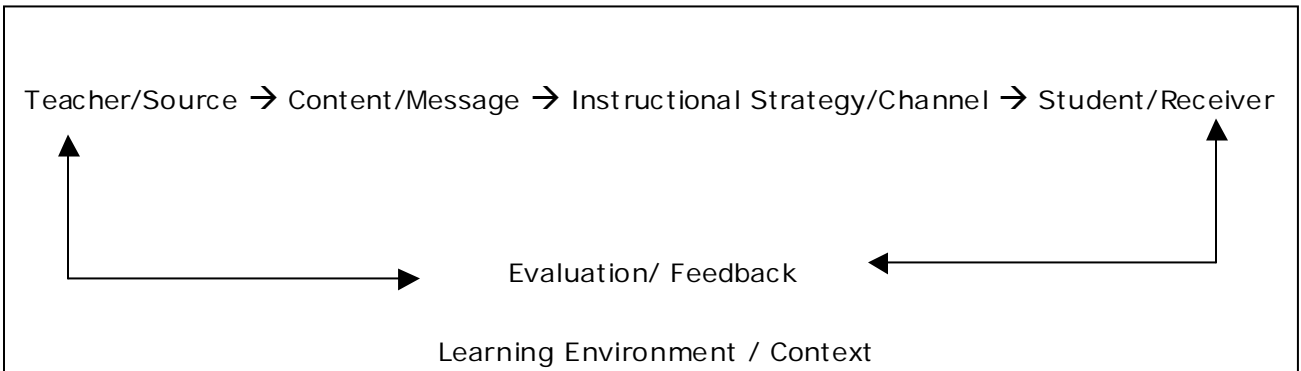 Teacher/Source → Content/Message → Instructional Strategy/Channel → Student/Receiver
Evaluation/ Feedback
Learning Environment / Context